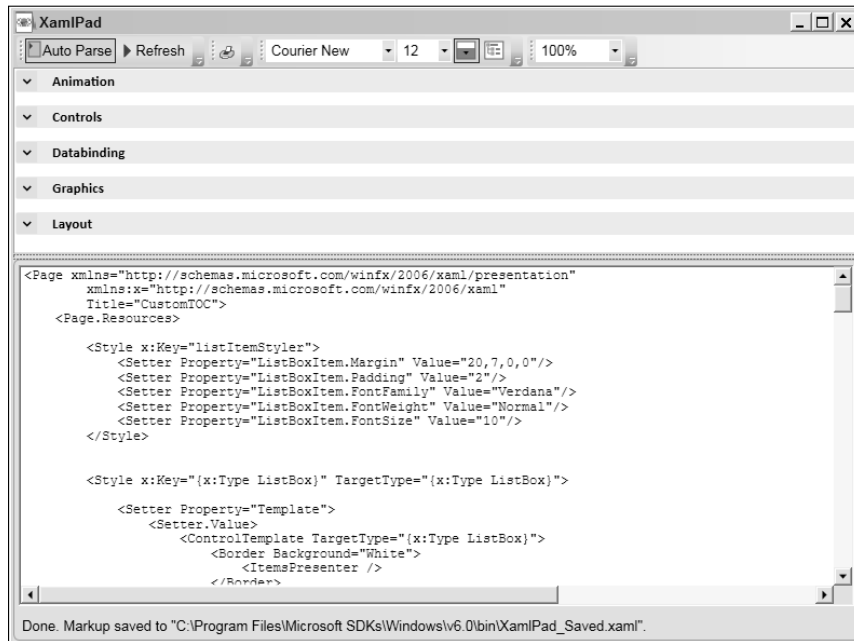 XamlPad
Auto Parse Refresh Courier New 12 100%
Animation
Controls
Databinding
Graphics
Layout
<Page xmlns="http://schemas.microsoft.com/winfx/2006/xaml/presentation"
xmlns:x="http://schemas.microsoft.com/winfx/2006/xaml"
Title="CustomTOC">
<Page.Resources>
<Style x:Key="listItemStyler">
<Setter Property="ListBoxItem.Margin" Value="20,7,0,0"/>
<Setter Property="ListBoxItem.Padding" Value="2"/>
<Setter Property="ListBoxItem.FontFamily" Value="Verdana"/>
<Setter Property="ListBoxItem.FontWeight" Value="Normal"/>
<Setter Property="ListBoxItem.FontSize" Value="10"/>
</Style>
<Style x:Key="{x:Type ListBox}" TargetType="{x:Type ListBox}">
<Setter Property="Template">
<Setter.Value>
<ControlTemplate TargetType="{x:Type ListBox}">
<Border Background="White">
<ItemsPresenter />
</Border>
Done. Markup saved to "C:\Program Files\Microsoft SDKs\Windows\v6.0\bin\XamlPad_Saved.xaml".